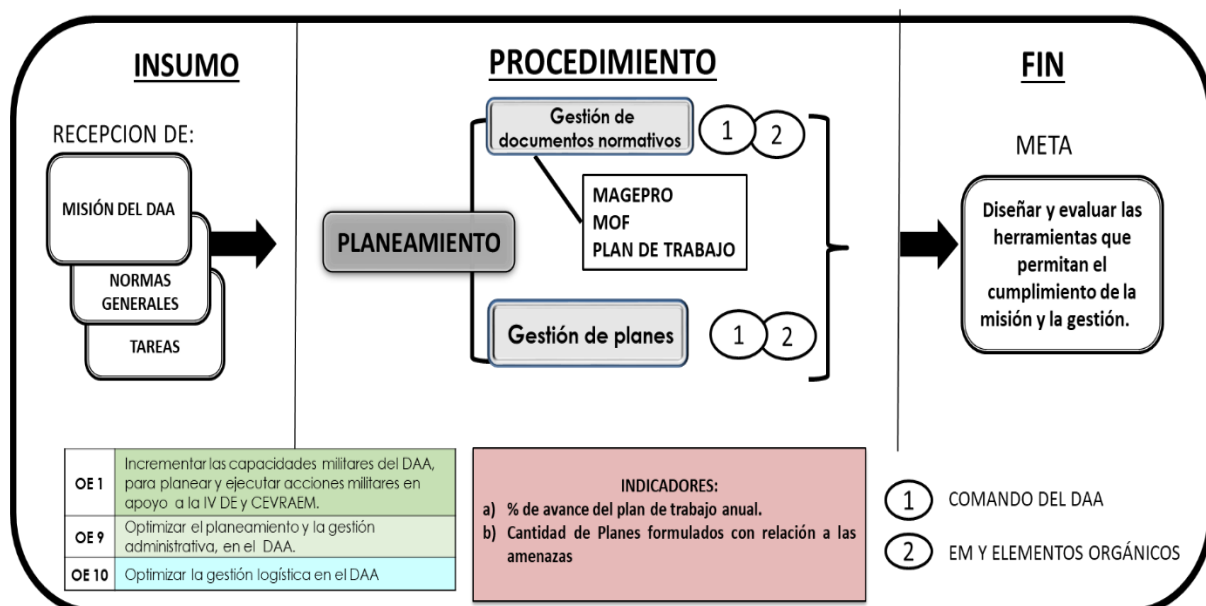 INSUMO
RECEPCION DE:
MISIÓN DEL DAA
NORMAS
GENERALES
TAREAS
PROCEDIMIENTO
PLANEAMIENTO
Gestión de
documentos normativos
1
2
MAGEPRO
MOF
PLAN DE TRABAJO
Gestión de planes
1
2
FIN
META
Diseñar y evaluar las
herramientas que
permitan el
cumplimiento de la
misión y la gestión.
OE 1
Incrementar las capacidades militares del DAA,
para planear y ejecutar acciones militares en
apoyo a la IV DE y CEVRAEM.
OE 9
Optimizar el planeamiento y la gestión
administrativa, en el DAA.
OE 10
Optimizar la gestión logística en el DAA
INDICADORES:
a) % de avance del plan de trabajo anual.
b) Cantidad de Planes formulados con relación a las
amenazas
1 COMANDO DEL DAA
2 EM Y ELEMENTOS ORGÁNICOS